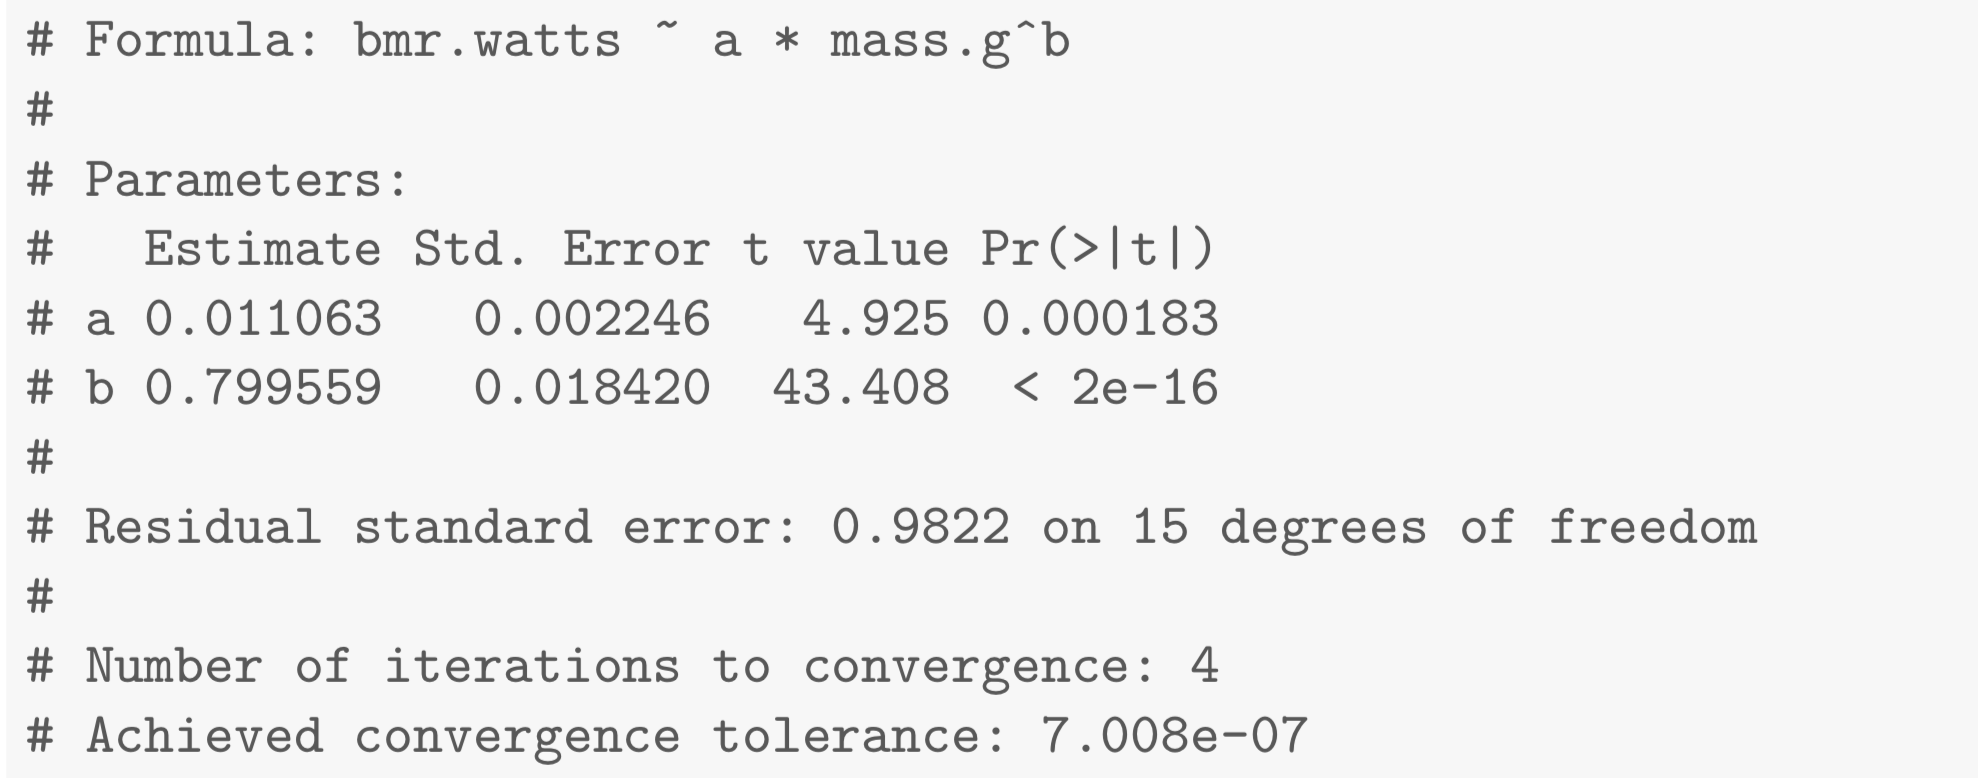 # Formula: bmr.watts ~ a * mass.g^b
#
# Parameters:
#   Estimate Std. Error t value Pr(>|t|)
# a 0.011063   0.002246   4.925 0.000183
# b 0.799559   0.018420  43.408  < 2e-16
#
# Residual standard error: 0.9822 on 15 degrees of freedom
#
# Number of iterations to convergence: 4
# Achieved convergence tolerance: 7.008e-07